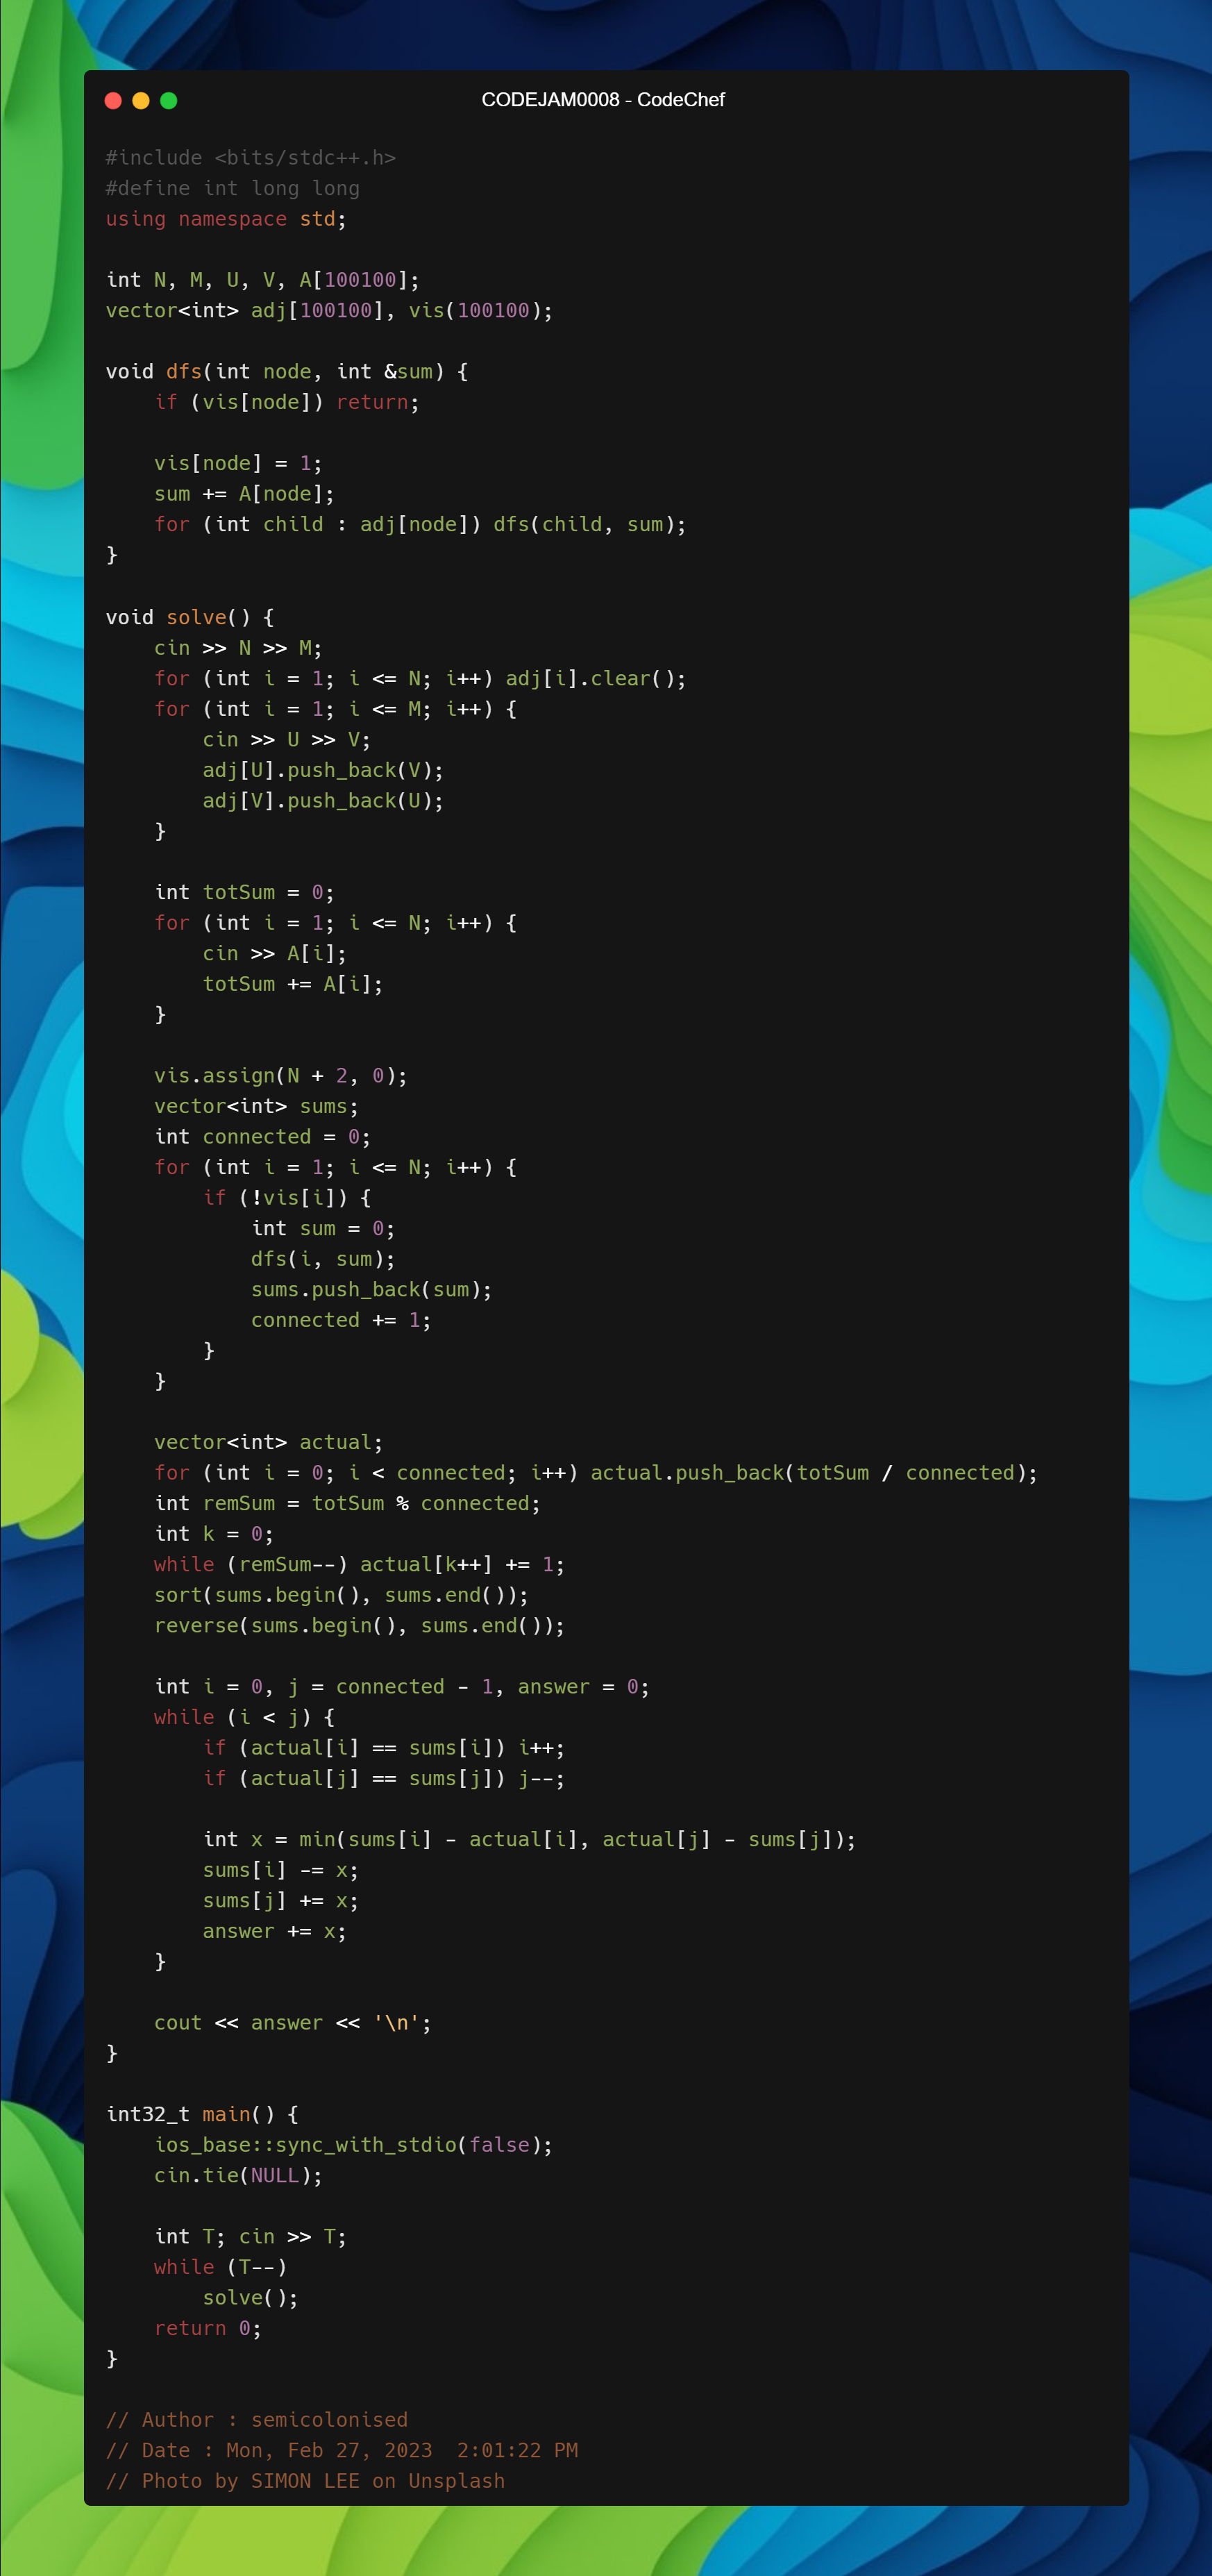 CODEJAM0008 - CodeChef
#include <bits/stdc++.h>
#define int long long
using namespace std;

int N, M, U, V, A[100100];
vector<int> adj[100100], vis(100100);

void dfs(int node, int &sum) {
    if (vis[node]) return;

    vis[node] = 1;
    sum += A[node];
    for (int child : adj[node]) dfs(child, sum);
}

void solve() {
    cin >> N >> M;
    for (int i = 1; i <= N; i++) adj[i].clear();
    for (int i = 1; i <= M; i++) {
        cin >> U >> V;
        adj[U].push_back(V);
        adj[V].push_back(U);
    }

    int totSum = 0;
    for (int i = 1; i <= N; i++) {
        cin >> A[i];
        totSum += A[i];
    }

    vis.assign(N + 2, 0);
    vector<int> sums;
    int connected = 0;
    for (int i = 1; i <= N; i++) {
        if (!vis[i]) {
            int sum = 0;
            dfs(i, sum);
            sums.push_back(sum);
            connected += 1;
        }
    }

    vector<int> actual;
    for (int i = 0; i < connected; i++) actual.push_back(totSum / connected);
    int remSum = totSum % connected;
    int k = 0;
    while (remSum--) actual[k++] += 1;
    sort(sums.begin(), sums.end());
    reverse(sums.begin(), sums.end());

    int i = 0, j = connected - 1, answer = 0;
    while (i < j) {
        if (actual[i] == sums[i]) i++;
        if (actual[j] == sums[j]) j--;

        int x = min(sums[i] - actual[i], actual[j] - sums[j]);
        sums[i] -= x;
        sums[j] += x;
        answer += x;
    }

    cout << answer << '\n';
}

int32_t main() {
    ios_base::sync_with_stdio(false);
    cin.tie(NULL);

    int T; cin >> T;
    while (T--)
        solve();
    return 0;
}

// Author : semicolonised
// Date : Mon, Feb 27, 2023  2:01:22 PM
// Photo by SIMON LEE on Unsplash